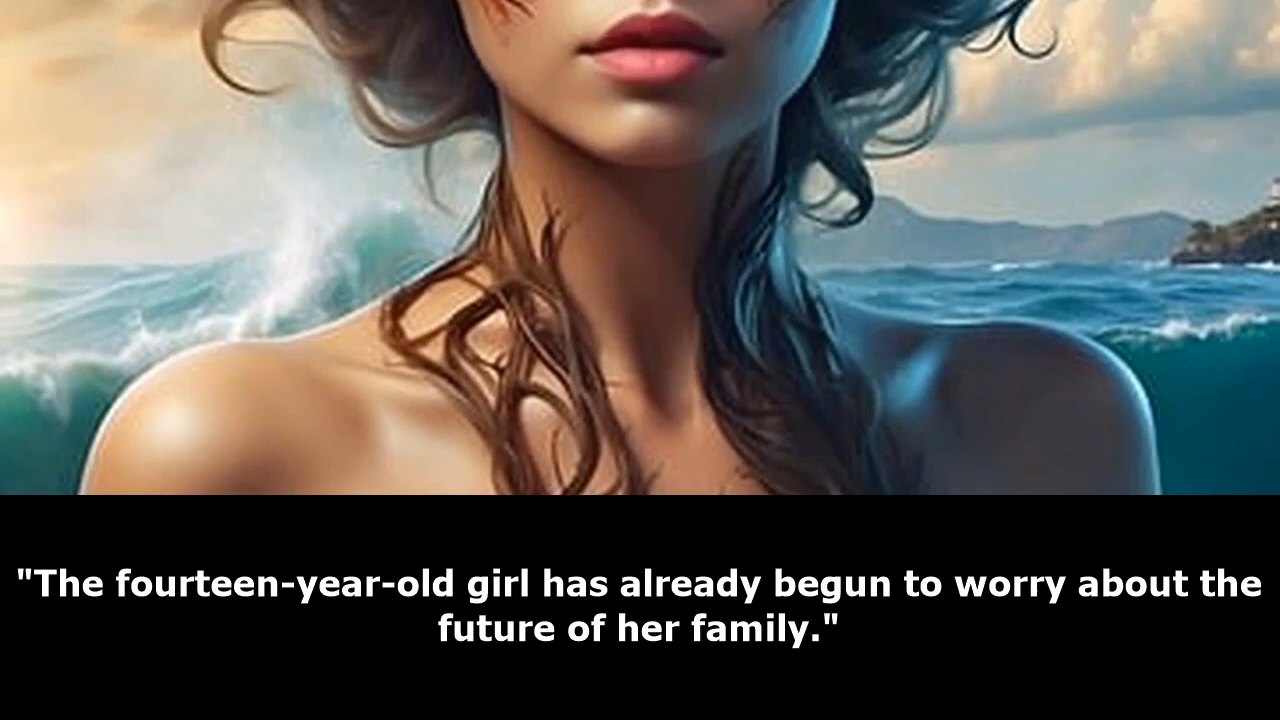 "The fourteen-year-old girl has already begun to worry about the
future of her family."